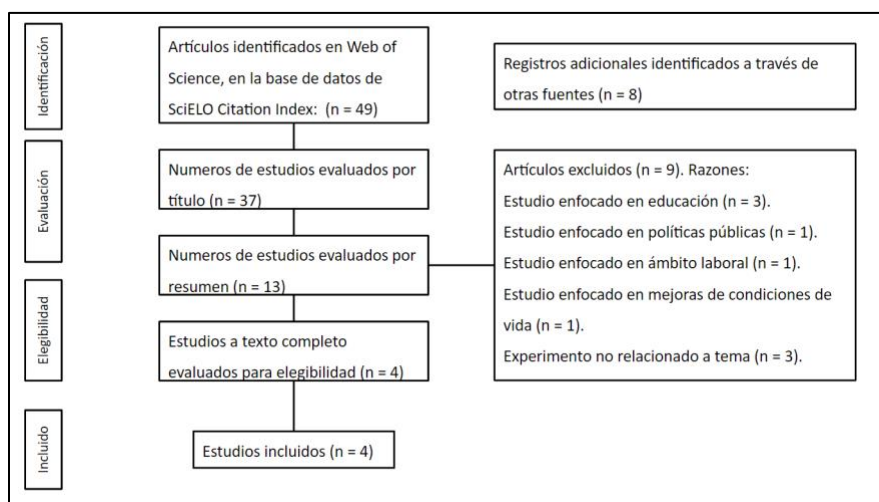 Identificación
Artículos identificados en Web of
Science, en la base de datos de
SciELO Citation Index: (n = 49)
Registros adicionales identificados a través de
otras fuentes (n = 8)
Evaluación
Numeros de estudios evaluados por
título (n = 37)
Numeros de estudios evaluados por
resumen (n = 13)
Artículos excluidos (n = 9). Razones:
Estudio enfocado en educación (n = 3).
Estudio enfocado en políticas públicas (n = 1).
Estudio enfocado en ámbito laboral (n = 1).
Estudio enfocado en mejoras de condiciones de
vida (n = 1).
Experimento no relacionado a tema (n = 3).
Elegibilidad
Estudios a texto completo
evaluados para elegibilidad (n = 4)
Incluido
Estudios incluidos (n = 4)